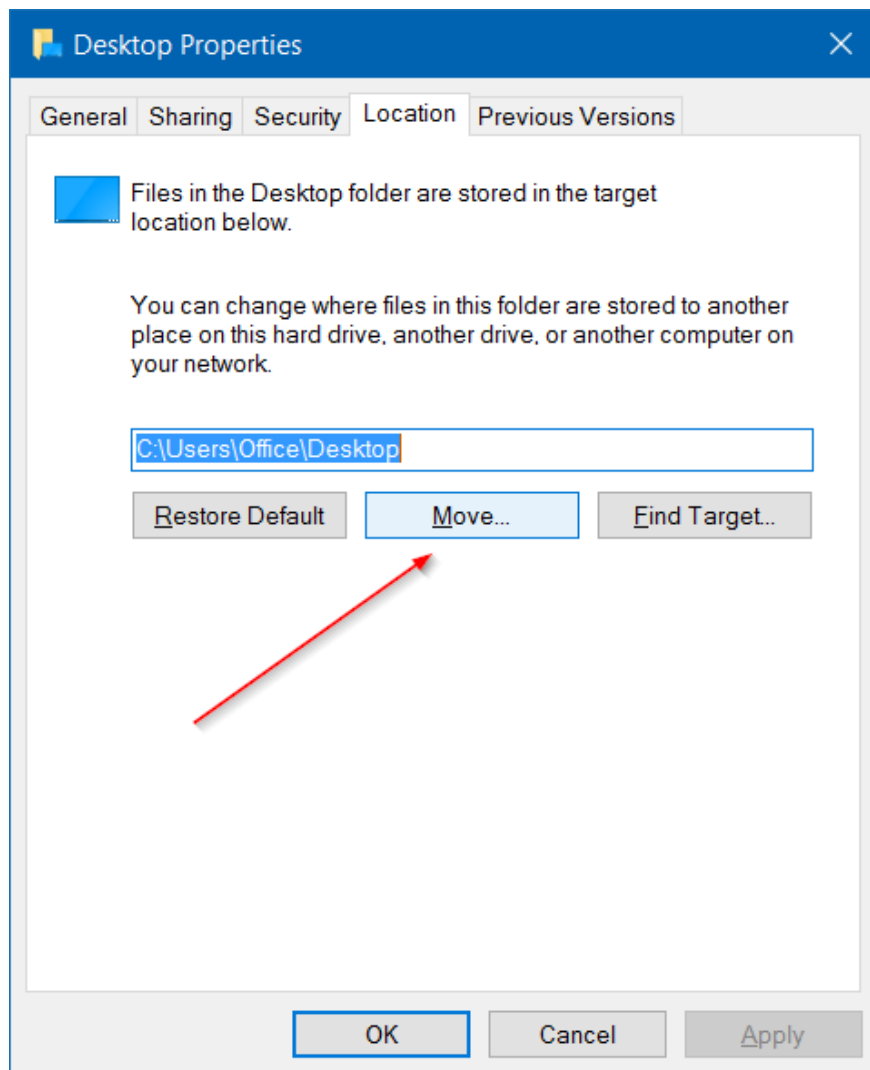 Desktop Properties
General Sharing Security Location Previous Versions
Files in the Desktop folder are stored in the target
location below.
You can change where files in this folder are stored to another
place on this hard drive, another drive, or another computer on
your network.
C:\Users\Office\Desktop
Restore Default Move... Find Target...
OK Cancel Apply